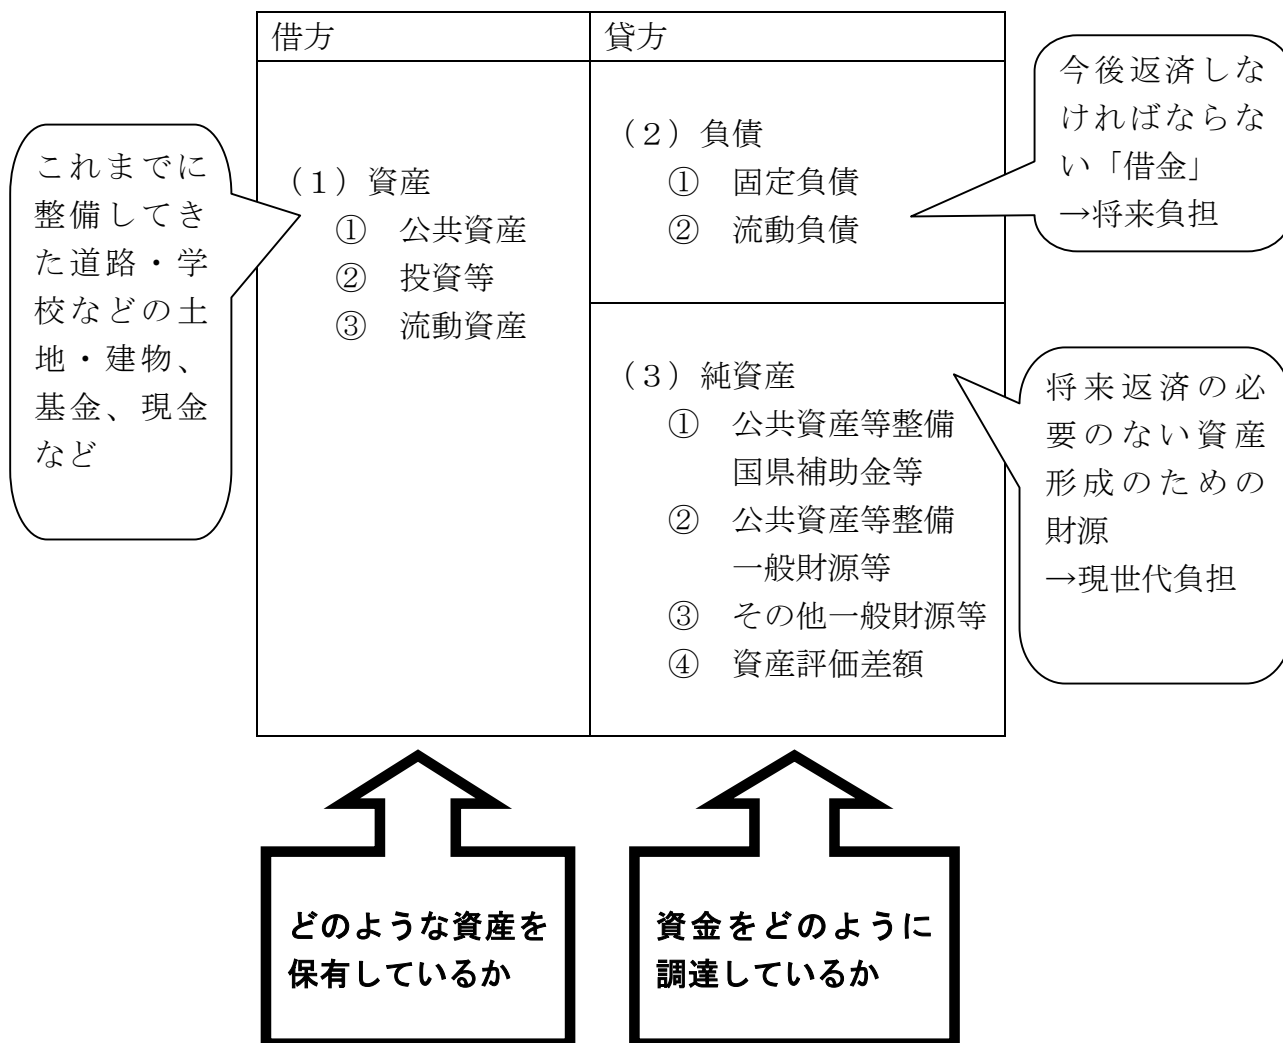 借方
貸方
これまでに
整備してき
た道路・学
校などの土
地・建物、
基金、現金
など
（１）資産
①　公共資産
②　投資等
③　流動資産
（２）負債
①　固定負債
②　流動負債
今後返済しな
ければならな
い「借金」
→将来負担
（３）純資産
①　公共資産等整備
国県補助金等
②　公共資産等整備
一般財源等
③　その他一般財源等
④　資産評価差額
将来返済の必
要のない資産
形成のための
財源
→現世代負担
どのような資産を
保有しているか
資金をどのように
調達しているか